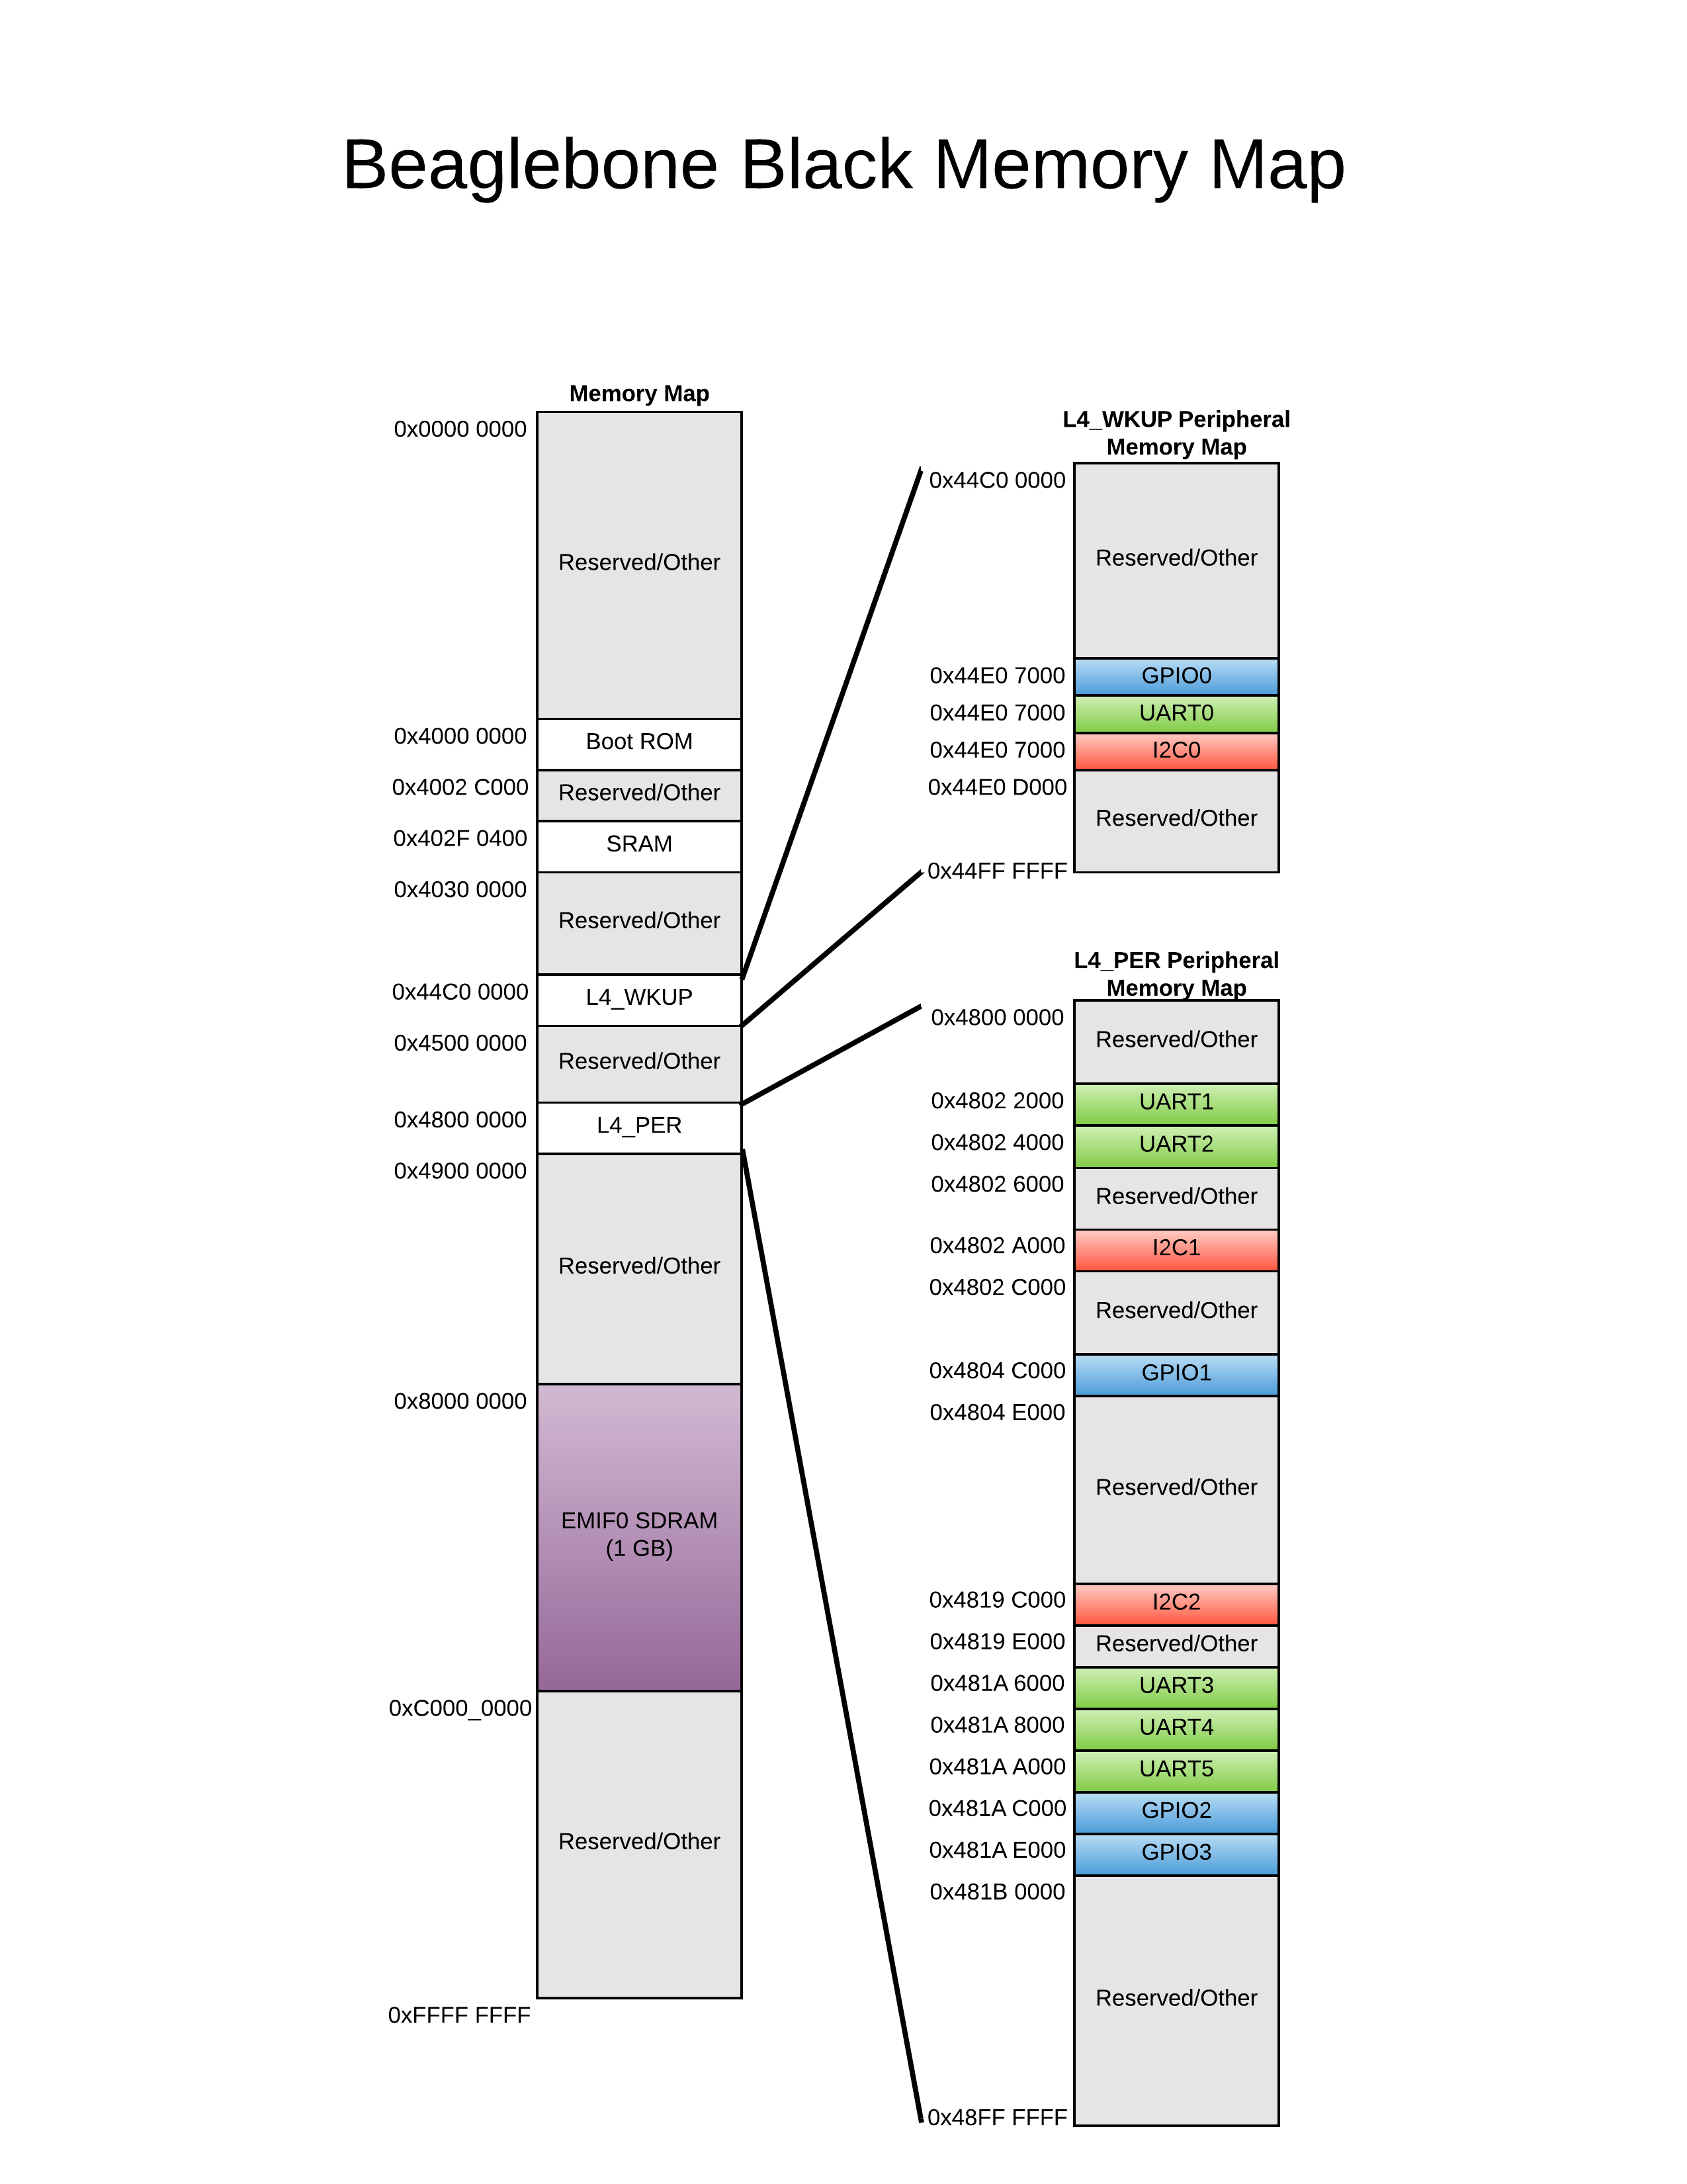 Beaglebone Black Memory Map
Memory Map
0x0000 0000
Reserved/Other
0x4000 0000
Boot ROM
0x4002 C000
Reserved/Other
0x402F 0400
SRAM
0x4030 0000
Reserved/Other
0x44C0 0000
L4_WKUP
0x4500 0000
Reserved/Other
0x4800 0000
L4_PER
0x4900 0000
Reserved/Other
0x8000 0000
EMIF0 SDRAM
(1 GB)
0xC000_0000
Reserved/Other
0xFFFF FFFF
L4_WKUP Peripheral
Memory Map
0x44C0 0000
Reserved/Other
0x44E0 7000
GPIO0
0x44E0 7000
UART0
0x44E0 7000
I2C0
0x44E0 D000
Reserved/Other
0x44FF FFFF
L4_PER Peripheral
Memory Map
0x4800 0000
Reserved/Other
0x4802 2000
UART1
0x4802 4000
UART2
0x4802 6000
Reserved/Other
0x4802 A000
I2C1
0x4802 C000
Reserved/Other
0x4804 C000
GPIO1
0x4804 E000
Reserved/Other
0x4819 C000
I2C2
0x4819 E000
Reserved/Other
0x481A 6000
UART3
0x481A 8000
UART4
0x481A A000
UART5
0x481A C000
GPIO2
0x481A E000
GPIO3
0x481B 0000
Reserved/Other
0x48FF FFFF